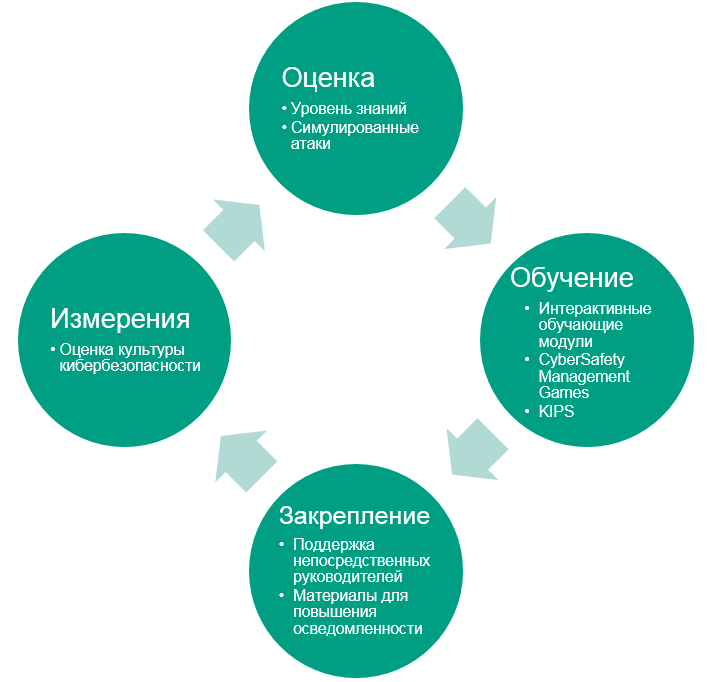 Оценка
• Уровень знаний
• Симулированные
атаки
Обучение
• Интерактивные
обучающие
модули
• CyberSafety
Management
Games
• KIPS
Закрепление
• Поддержка
непосредственных
руководителей
• Материалы для
повышения
осведомленности
Измерения
• Оценка культуры
кибербезопасности